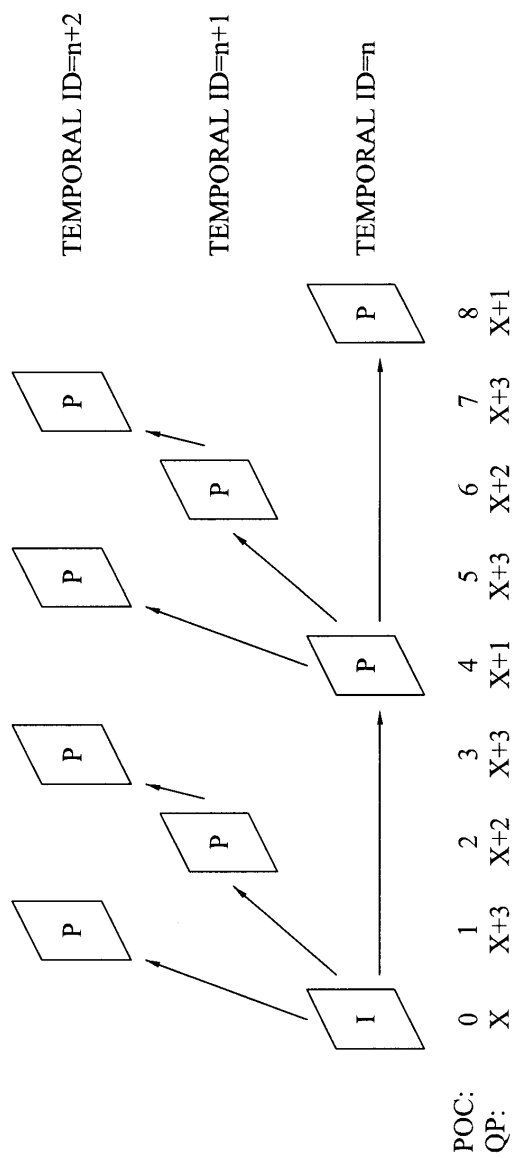 P P P P TEMPORAL ID=n+2
P P TEMPORAL ID=n+1
I P P TEMPORAL ID=n
POC: 0 1 2 3 4 5 6 7 8
QP: X X+3 X+2 X+3 X+1 X+3 X+2 X+3 X+1